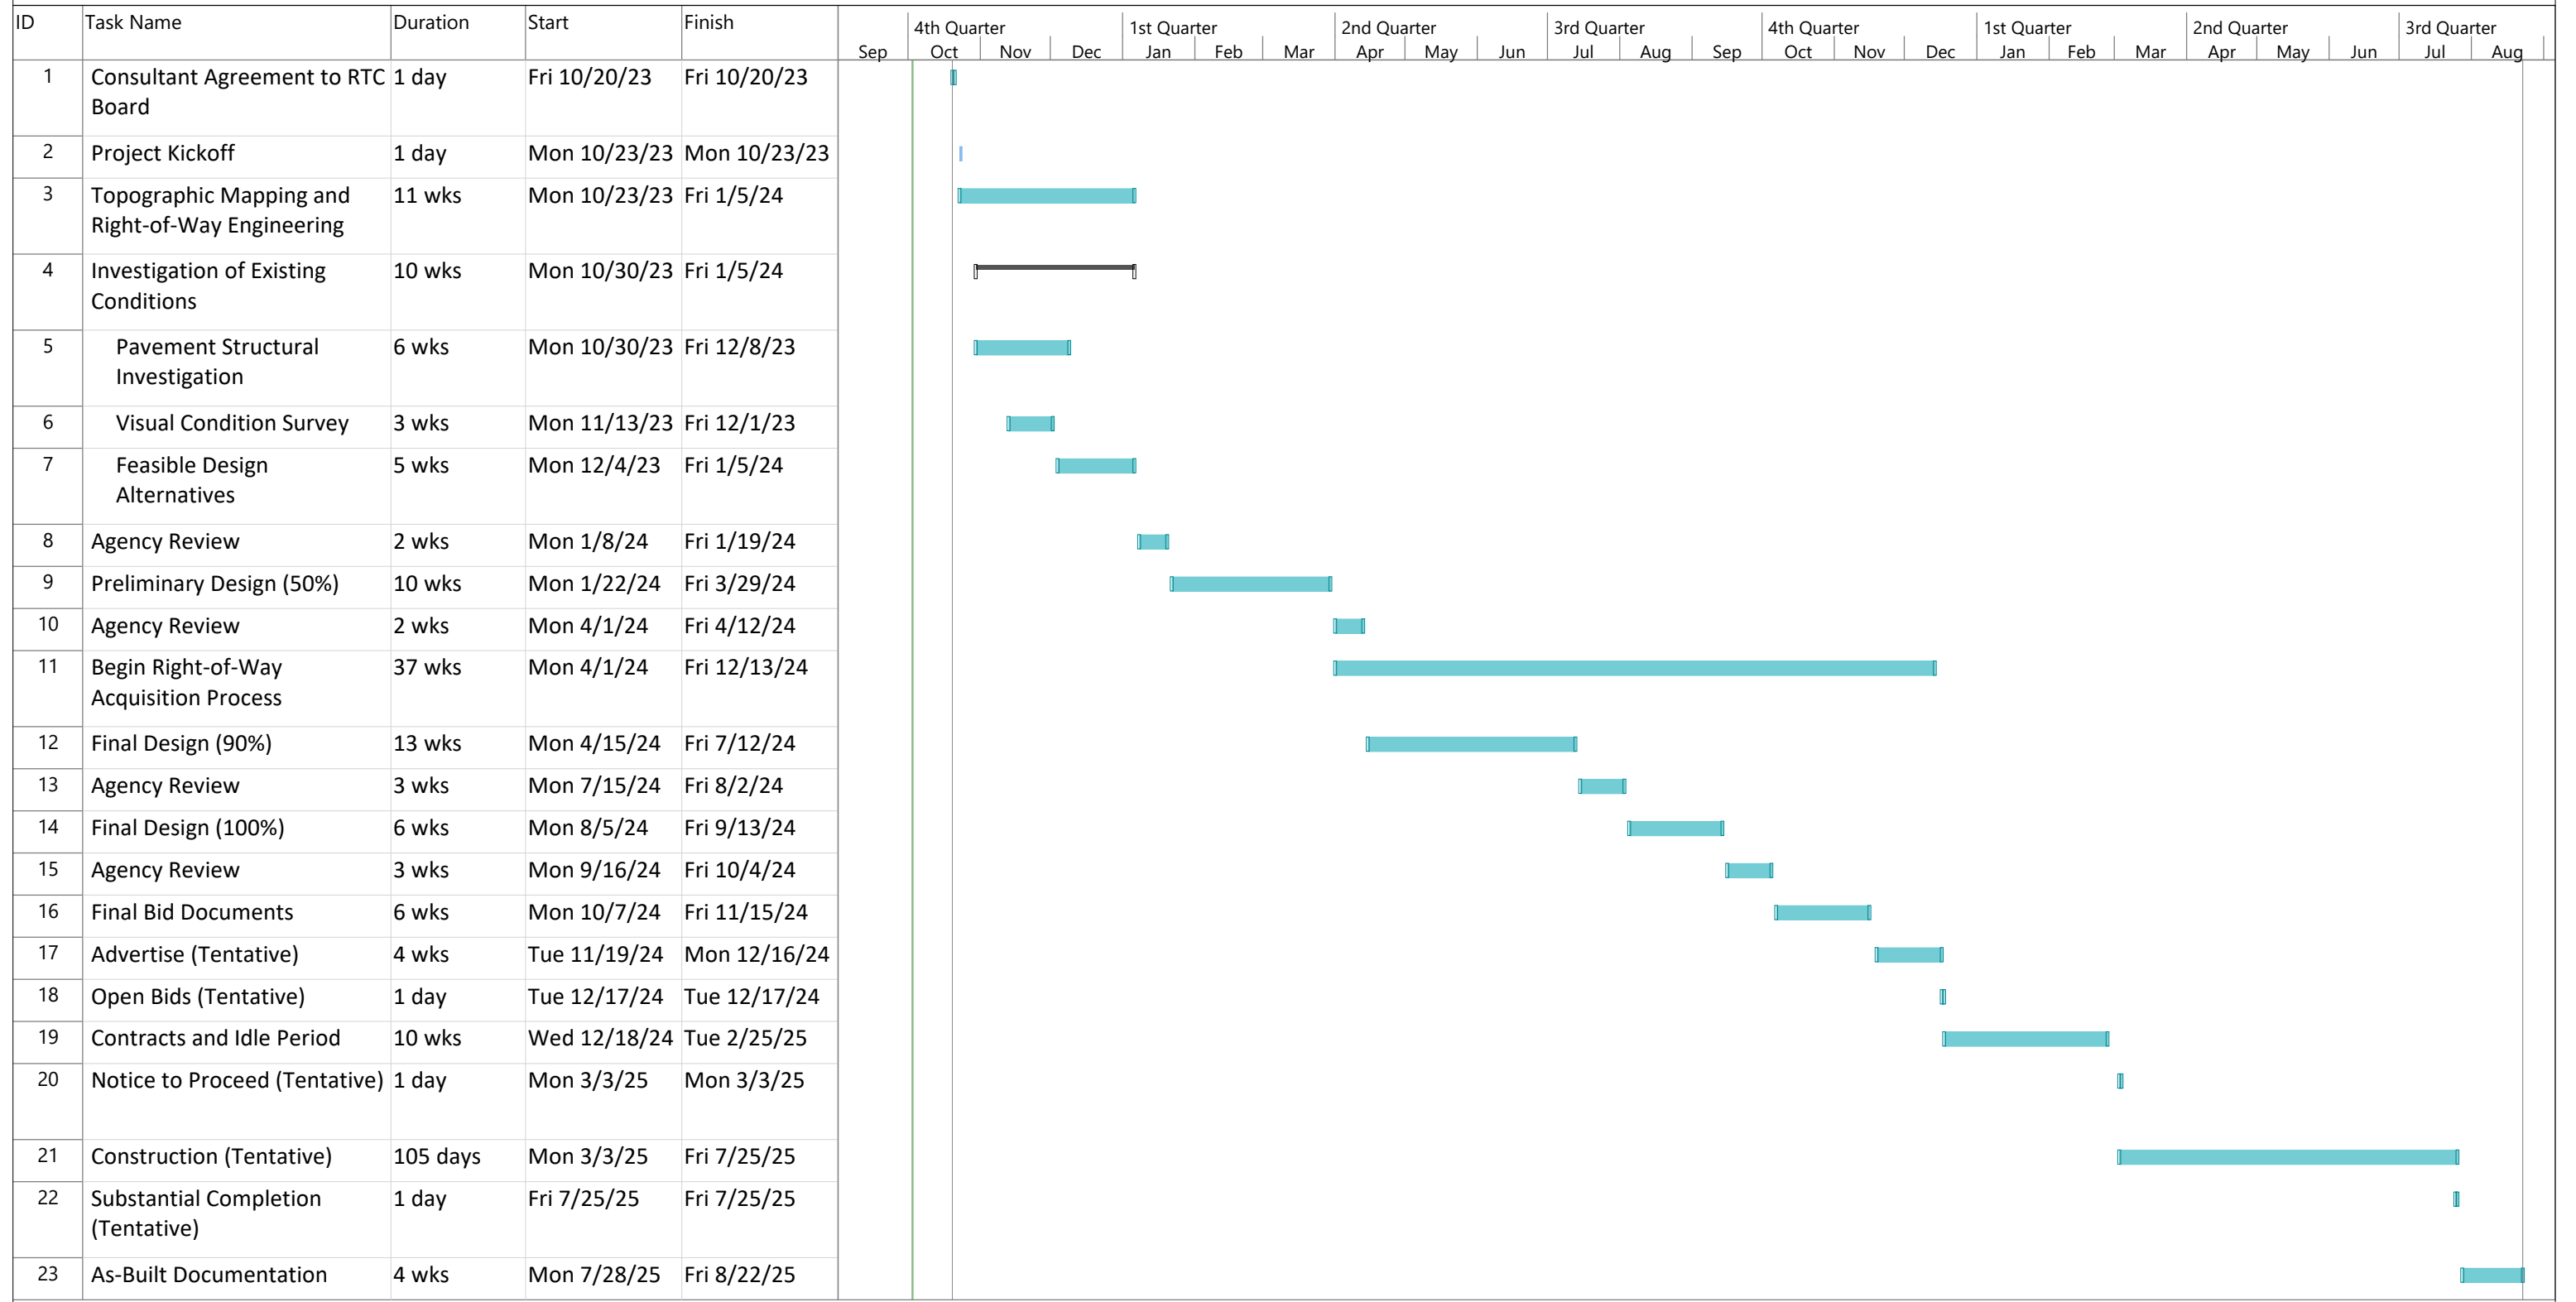 ID Task Name Duration Start Finish
4th Quarter 1st Quarter 2nd Quarter 3rd Quarter 4th Quarter 1st Quarter 2nd Quarter 3rd Quarter
Sep Oct Nov Dec Jan Feb Mar Apr May Jun Jul Aug Sep Oct Nov Dec Jan Feb Mar Apr May Jun Jul Aug
1 Consultant Agreement to RTC 1 day Fri 10/20/23 Fri 10/20/23
Board
2 Project Kickoff 1 day Mon 10/23/23 Mon 10/23/23
3 Topographic Mapping and 11 wks Mon 10/23/23 Fri 1/5/24
Right-of-Way Engineering
4 Investigation of Existing 10 wks Mon 10/30/23 Fri 1/5/24
Conditions
5 Pavement Structural 6 wks Mon 10/30/23 Fri 12/8/23
Investigation
6 Visual Condition Survey 3 wks Mon 11/13/23 Fri 12/1/23
7 Feasible Design 5 wks Mon 12/4/23 Fri 1/5/24
Alternatives
8 Agency Review 2 wks Mon 1/8/24 Fri 1/19/24
9 Preliminary Design (50%) 10 wks Mon 1/22/24 Fri 3/29/24
10 Agency Review 2 wks Mon 4/1/24 Fri 4/12/24
11 Begin Right-of-Way 37 wks Mon 4/1/24 Fri 12/13/24
Acquisition Process
12 Final Design (90%) 13 wks Mon 4/15/24 Fri 7/12/24
13 Agency Review 3 wks Mon 7/15/24 Fri 8/2/24
14 Final Design (100%) 6 wks Mon 8/5/24 Fri 9/13/24
15 Agency Review 3 wks Mon 9/16/24 Fri 10/4/24
16 Final Bid Documents 6 wks Mon 10/7/24 Fri 11/15/24
17 Advertise (Tentative) 4 wks Tue 11/19/24 Mon 12/16/24
18 Open Bids (Tentative) 1 day Tue 12/17/24 Tue 12/17/24
19 Contracts and Idle Period 10 wks Wed 12/18/24 Tue 2/25/25
20 Notice to Proceed (Tentative) 1 day Mon 3/3/25 Mon 3/3/25
21 Construction (Tentative) 105 days Mon 3/3/25 Fri 7/25/25
22 Substantial Completion 1 day Fri 7/25/25 Fri 7/25/25
(Tentative)
23 As-Built Documentation 4 wks Mon 7/28/25 Fri 8/22/25